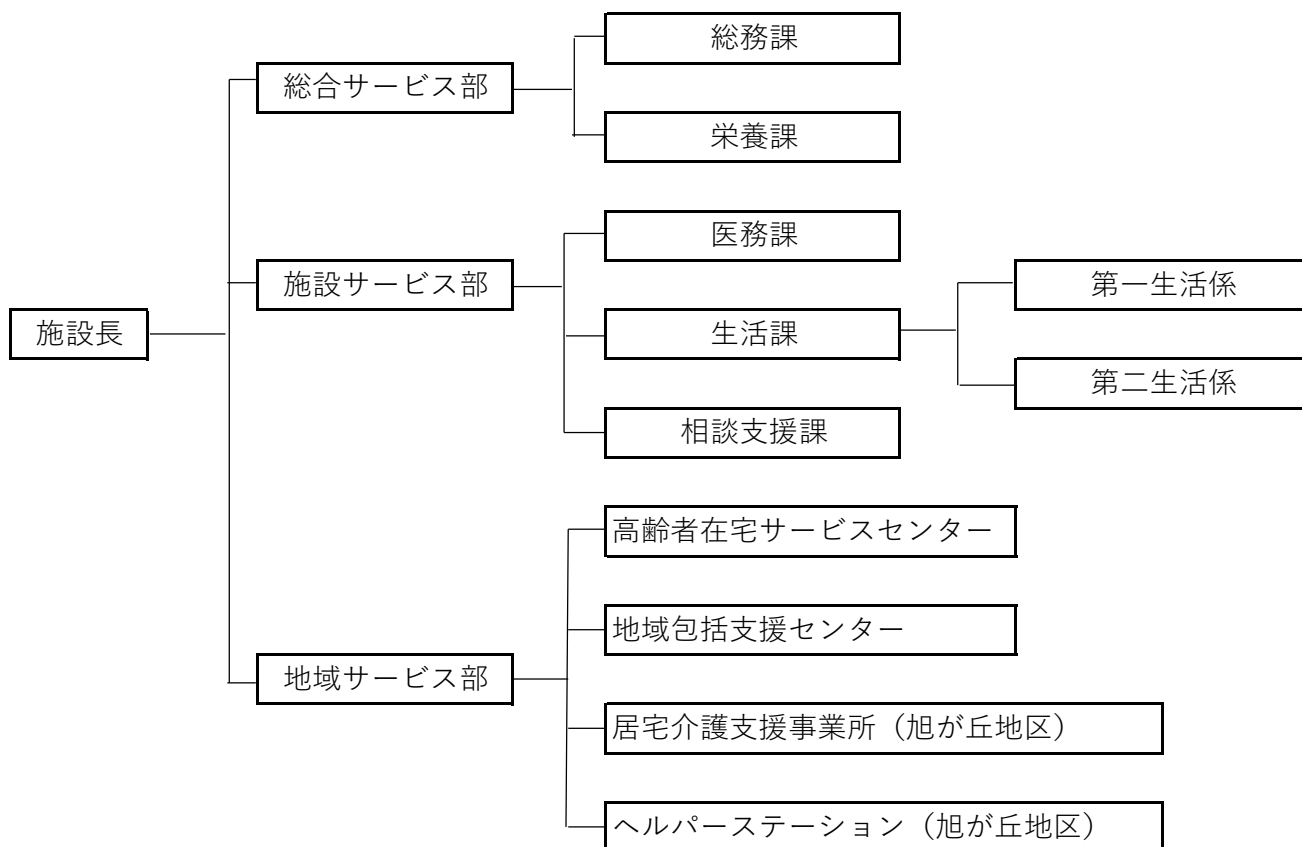 施設長
総合サービス部
総務課
栄養課
施設サービス部
医務課
生活課
第一生活係
第二生活係
相談支援課
地域サービス部
高齢者在宅サービスセンター
地域包括支援センター
居宅介護支援事業所（旭が丘地区）
ヘルパーステーション（旭が丘地区）